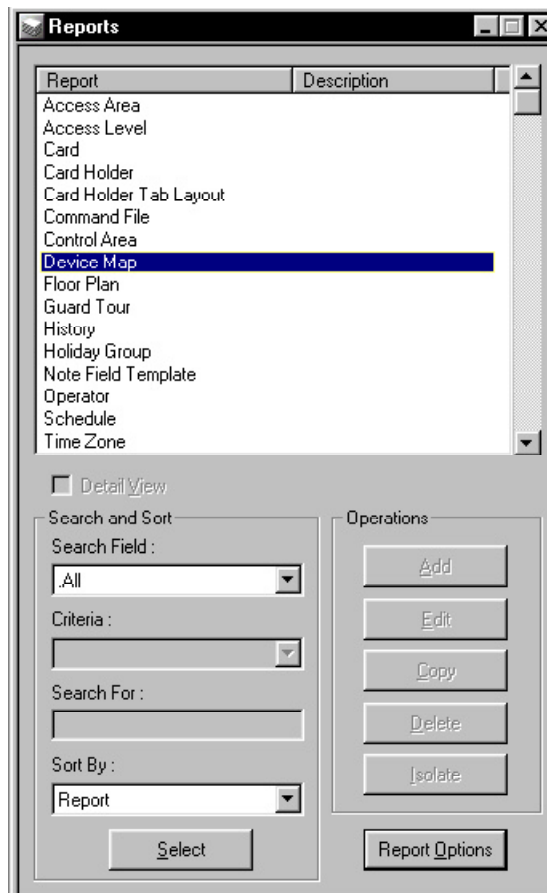 Reports
Report Description
Access Area
Access Level
Card
Card Holder
Card Holder Tab Layout
Command File
Control Area
Device Map
Floor Plan
Guard Tour
History
Holiday Group
Note Field Template
Operator
Schedule
Time Zone
Detail View
Search and Sort
Search Field :
.All
Criteria :
Search For :
Sort By :
Report
Select
Operations
Add
Edit
Copy
Delete
Isolate
Report Options